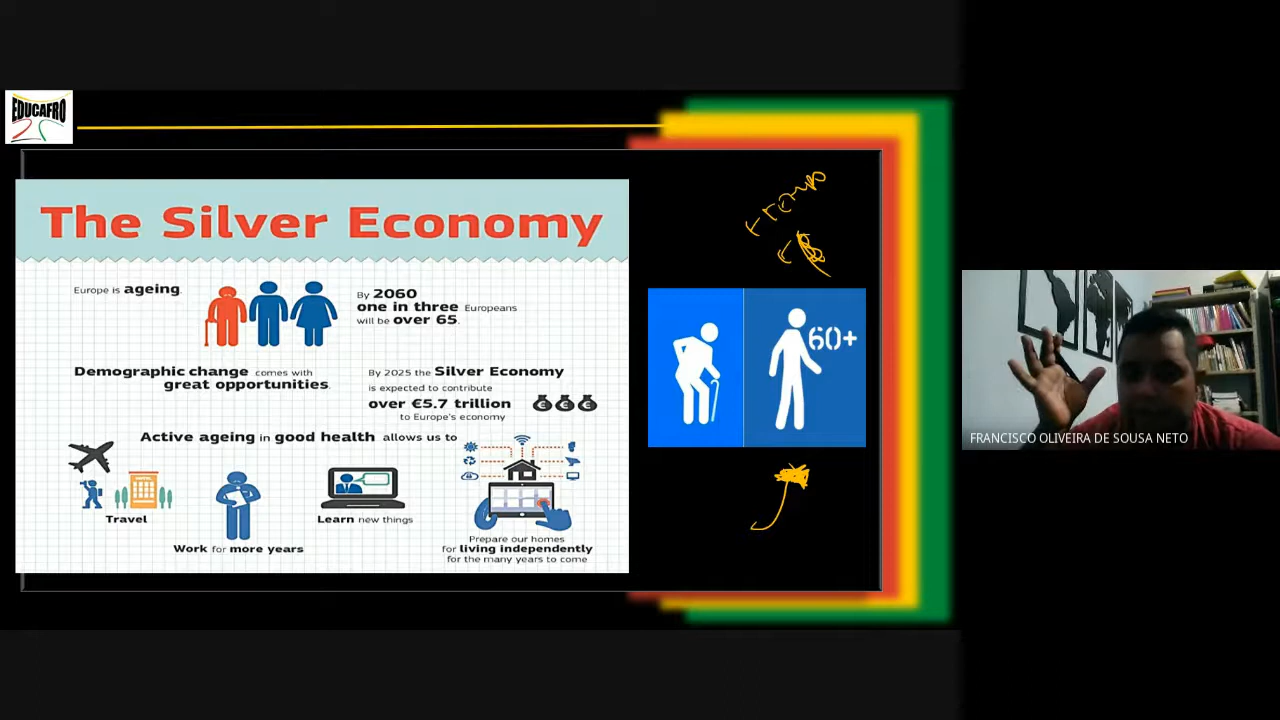 EDUCAFRO
The Silver Economy
Europe is ageing.
By 2060
one in three Europeans
will be over 65.
Demographic change comes with
great opportunities.
By 2025 the Silver Economy
is expected to contribute
over €5.7 trillion
to Europe's economy
Active ageing in good health allows us to
Travel
Work for more years
Learn new things
Prepare our homes
for living independently
for the many years to come
60+
FRANCISCO OLIVEIRA DE SOUSA NETO